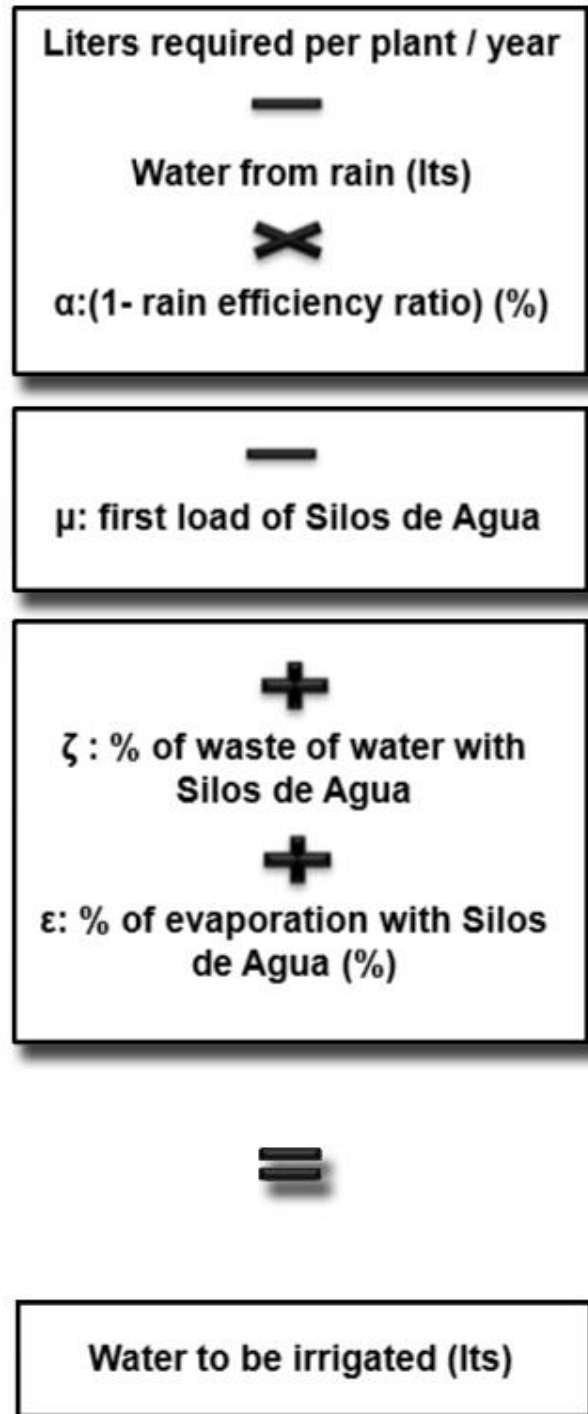 Liters required per plant / year
−
Water from rain (lts)
×
α:(1- rain efficiency ratio) (%)
−
μ: first load of Silos de Agua
+
ζ : % of waste of water with
Silos de Agua
+
ε: % of evaporation with Silos
de Agua (%)
=
Water to be irrigated (lts)